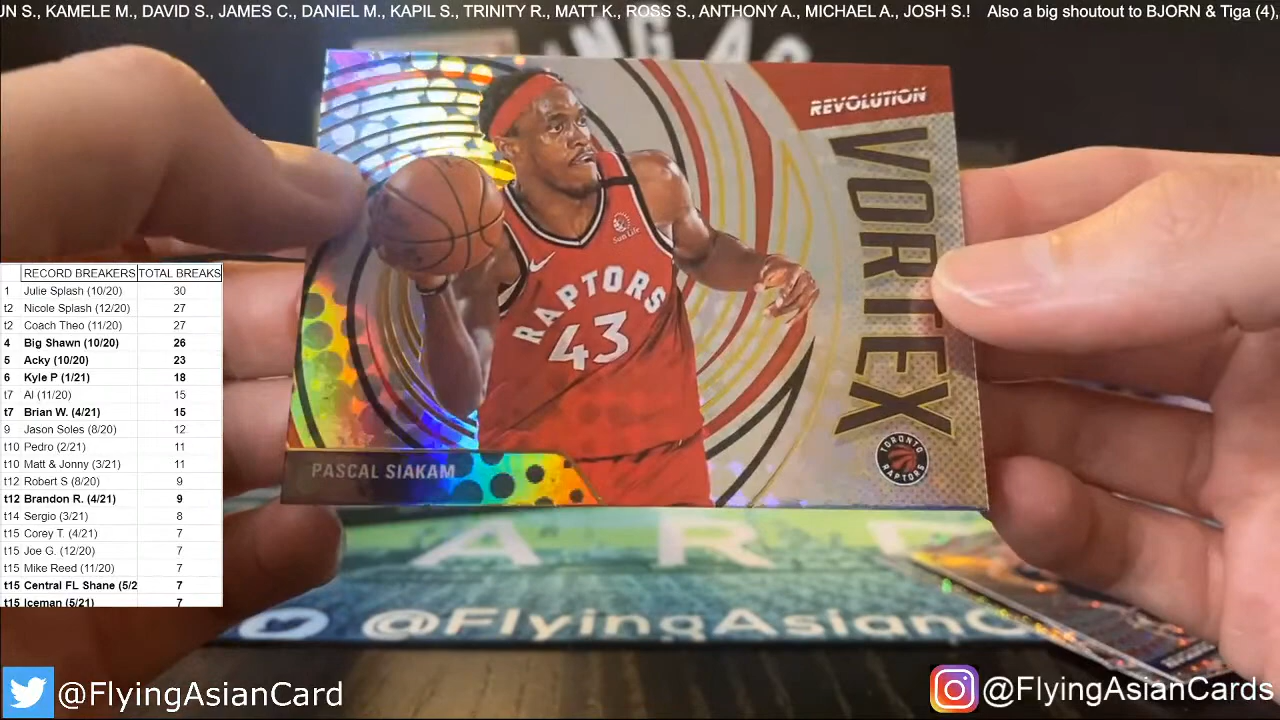 UN S., KAMELE M., DAVID S., JAMES C., DANIEL M., KAPIL S., TRINITY R., MATT K., ROSS S., ANTHONY A., MICHAEL A., JOSH S.! Also a big shoutout to BJORN & Tiga (4),
REVOLUTION
VORTEX
Sun Life
RAPTORS
43
PASCAL SIAKAM
TORONTO
RAPTORS
RECORD BREAKERS TOTAL BREAKS
1 Julie Splash (10/20) 30
t2 Nicole Splash (12/20) 27
t2 Coach Theo (11/20) 27
4 Big Shawn (10/20) 26
5 Acky (10/20) 23
6 Kyle P (1/21) 18
t7 Al (11/20) 15
t7 Brian W. (4/21) 15
9 Jason Soles (8/20) 12
t10 Pedro (2/21) 11
t10 Matt & Jonny (3/21) 11
t12 Robert S (8/20) 9
t12 Brandon R. (4/21) 9
t14 Sergio (3/21) 8
t15 Corey T. (4/21) 7
t15 Joe G. (12/20) 7
t15 Mike Reed (11/20) 7
t15 Central FL Shane (5/2 7
t15 Iceman (5/21) 7
A R
@FlyingAsianC
@FlyingAsianCard
@FlyingAsianCards